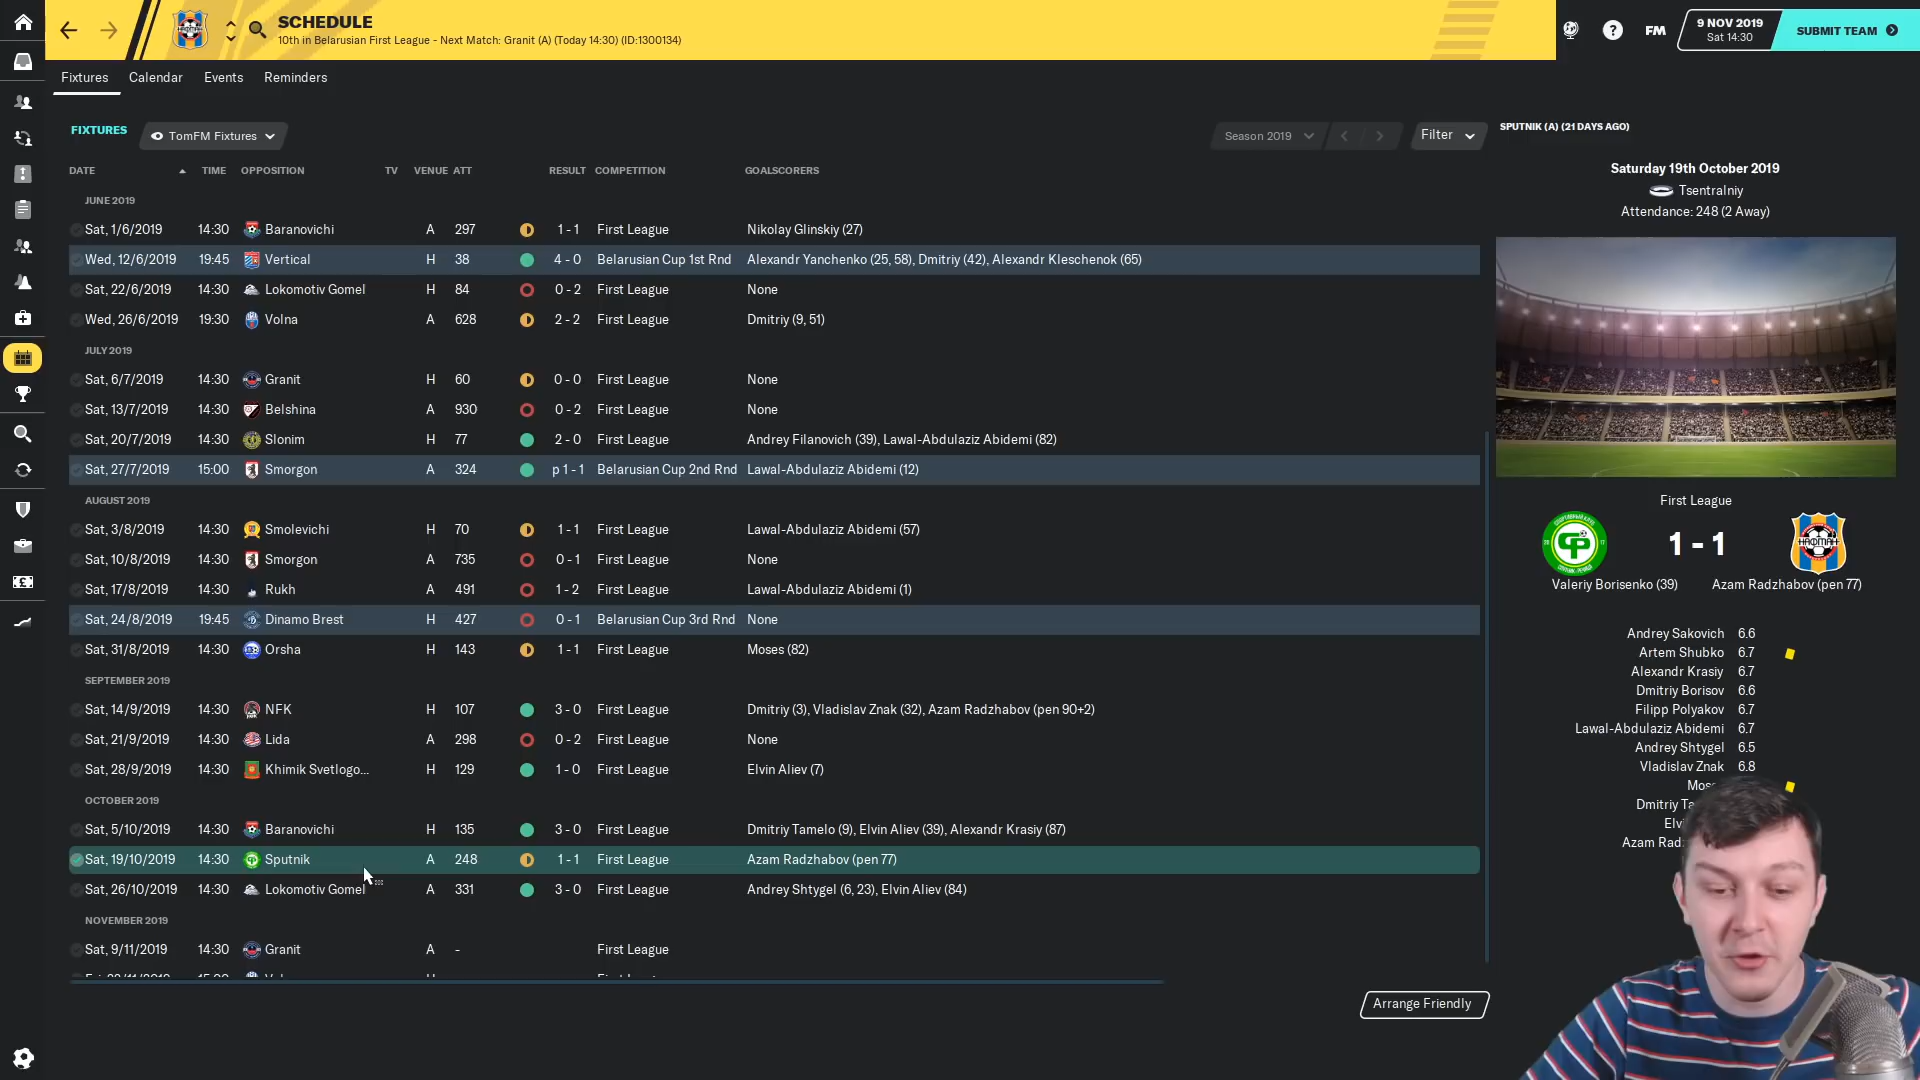 SCHEDULE
10th in Belarusian First League - Next Match: Granit (A) (Today 14:30) (ID:1300134)
FM
9 NOV 2019
Sat 14:30
SUBMIT TEAM
Fixtures Calendar Events Reminders
FIXTURES
TomFM Fixtures
Season 2019
Filter
DATE TIME OPPOSITION TV VENUE ATT RESULT COMPETITION GOALSCORERS
JUNE 2019
Sat, 1/6/2019 14:30 Baranovichi A 297 1 - 1 First League Nikolay Glinskiy (27)
Wed, 12/6/2019 19:45 Vertical H 38 4 - 0 Belarusian Cup 1st Rnd Alexandr Yanchenko (25, 58), Dmitriy (42), Alexandr Kleschenok (65)
Sat, 22/6/2019 14:30 Lokomotiv Gomel H 84 0 - 2 First League None
Wed, 26/6/2019 19:30 Volna A 628 2 - 2 First League Dmitriy (9, 51)
JULY 2019
Sat, 6/7/2019 14:30 Granit H 60 0 - 0 First League None
Sat, 13/7/2019 14:30 Belshina A 930 0 - 2 First League None
Sat, 20/7/2019 14:30 Slonim H 77 2 - 0 First League Andrey Filanovich (39), Lawal-Abdulaziz Abidemi (82)
Sat, 27/7/2019 15:00 Smorgon A 324 p 1 - 1 Belarusian Cup 2nd Rnd Lawal-Abdulaziz Abidemi (12)
AUGUST 2019
Sat, 3/8/2019 14:30 Smolevichi H 70 1 - 1 First League Lawal-Abdulaziz Abidemi (57)
Sat, 10/8/2019 14:30 Smorgon A 735 0 - 1 First League None
Sat, 17/8/2019 14:30 Rukh A 491 1 - 2 First League Lawal-Abdulaziz Abidemi (1)
Sat, 24/8/2019 19:45 Dinamo Brest H 427 0 - 1 Belarusian Cup 3rd Rnd None
Sat, 31/8/2019 14:30 Orsha H 143 1 - 1 First League Moses (82)
SEPTEMBER 2019
Sat, 14/9/2019 14:30 NFK H 107 3 - 0 First League Dmitriy (3), Vladislav Znak (32), Azam Radzhabov (pen 90+2)
Sat, 21/9/2019 14:30 Lida A 298 0 - 2 First League None
Sat, 28/9/2019 14:30 Khimik Svetlogo... H 129 1 - 0 First League Elvin Aliev (7)
OCTOBER 2019
Sat, 5/10/2019 14:30 Baranovichi H 135 3 - 0 First League Dmitriy Tamelo (9), Elvin Aliev (39), Alexandr Krasiy (87)
Sat, 19/10/2019 14:30 Sputnik A 248 1 - 1 First League Azam Radzhabov (pen 77)
Sat, 26/10/2019 14:30 Lokomotiv Gomel A 331 3 - 0 First League Andrey Shtygel (6, 23), Elvin Aliev (84)
NOVEMBER 2019
Sat, 9/11/2019 14:30 Granit A - First League
Arrange Friendly
SPUTNIK (A) (21 DAYS AGO)
Saturday 19th October 2019
Tsentralniy
Attendance: 248 (2 Away)
First League
1 - 1
НАФТАН
Valeriy Borisenko (39) Azam Radzhabov (pen 77)
Andrey Sakovich 6.6
Artem Shubko 6.7
Alexandr Krasiy 6.7
Dmitriy Borisov 6.6
Filipp Polyakov 6.7
Lawal-Abdulaziz Abidemi 6.7
Andrey Shtygel 6.5
Vladislav Znak 6.8
Mos
Dmitriy Ta
Elv
Azam Rad